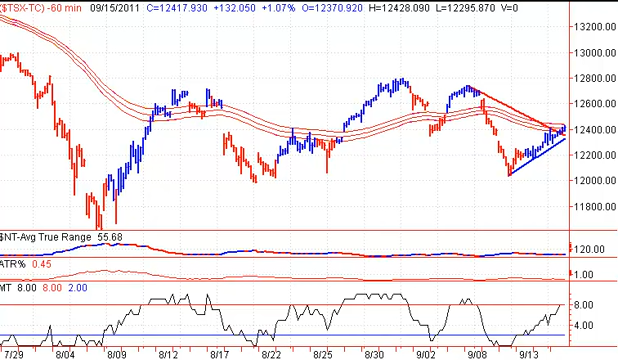 ($TSX-TC) -60 min 09/15/2011 C=12417.930 +132.050 +1.07% O=12370.920 H=12428.090 L=12295.870 V=0
13200.00
13000.00
12800.00
12600.00
12400.00
12200.00
12000.00
11800.00
$NT-Avg True Range 55.68
120.00
ATR% 0.45
1.00
MT 8.00 8.00 2.00
8.00
4.00
7/29 8/04 8/09 8/12 8/17 8/22 8/25 8/30 9/02 9/08 9/13